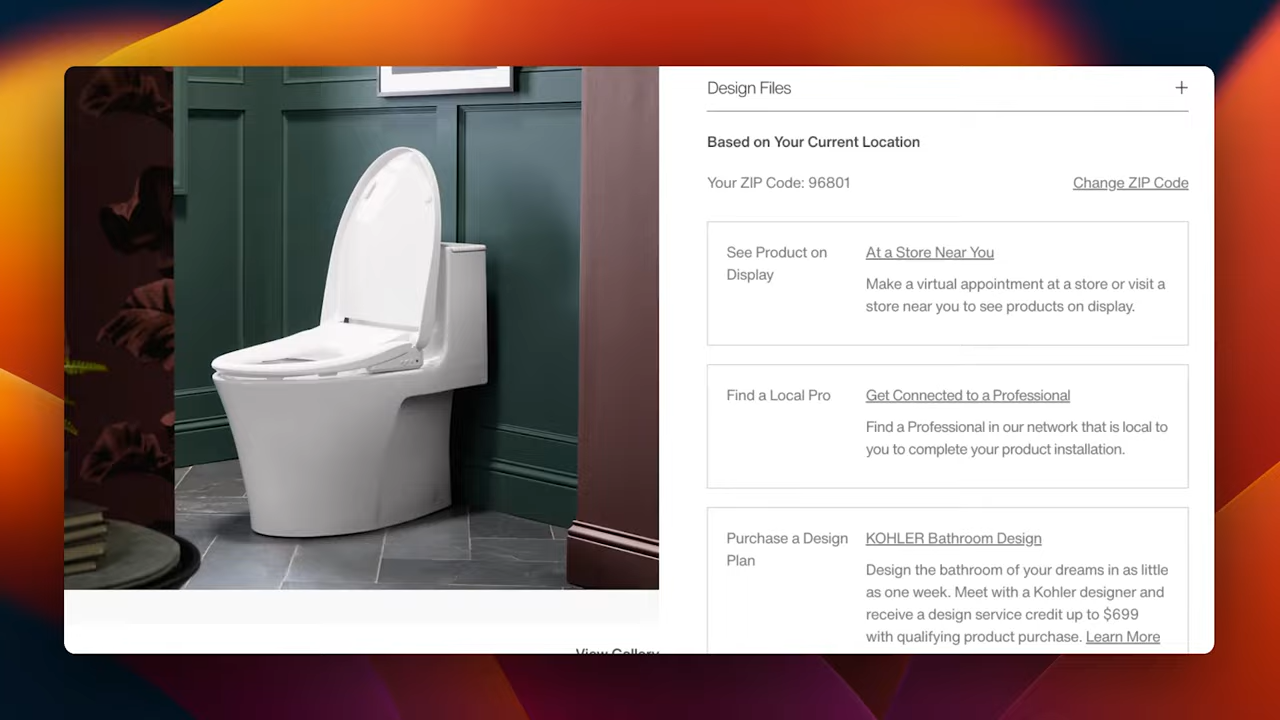 Design Files
Based on Your Current Location
Your ZIP Code: 96801
Change ZIP Code
See Product on
Display
At a Store Near You
Make a virtual appointment at a store or visit a
store near you to see products on display.
Find a Local Pro
Get Connected to a Professional
Find a Professional in our network that is local to
you to complete your product installation.
Purchase a Design
Plan
KOHLER Bathroom Design
Design the bathroom of your dreams in as little
as one week. Meet with a Kohler designer and
receive a design service credit up to $699
with qualifying product purchase. Learn More
View Gallery